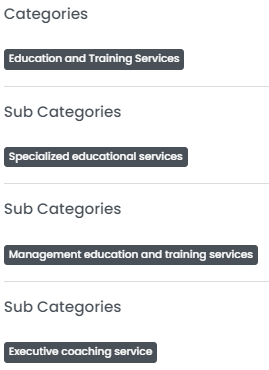 Categories
Education and Training Services
Sub Categories
Specialized educational services
Sub Categories
Management education and training services
Sub Categories
Executive coaching service